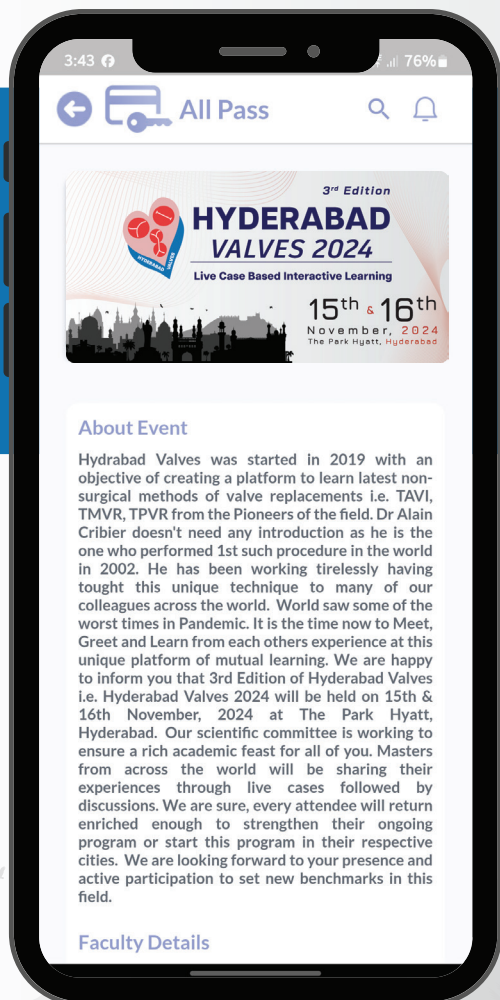 3:43
76%
All Pass
3rd Edition
HYDERABAD
VALVES 2024
Live Case Based Interactive Learning
HYDERABAD VALVES
15th & 16th
November, 2024
The Park Hyatt, Hyderabad
About Event
Hydrabad Valves was started in 2019 with an
objective of creating a platform to learn latest non-
surgical methods of valve replacements i.e. TAVI,
TMVR, TPVR from the Pioneers of the field. Dr Alain
Cribier doesn't need any introduction as he is the
one who performed 1st such procedure in the world
in 2002. He has been working tirelessly having
tought this unique technique to many of our
colleagues across the world. World saw some of the
worst times in Pandemic. It is the time now to Meet,
Greet and Learn from each others experience at this
unique platform of mutual learning. We are happy
to inform you that 3rd Edition of Hyderabad Valves
i.e. Hyderabad Valves 2024 will be held on 15th &
16th November, 2024 at The Park Hyatt,
Hyderabad. Our scientific committee is working to
ensure a rich academic feast for all of you. Masters
from across the world will be sharing their
experiences through live cases followed by
discussions. We are sure, every attendee will return
enriched enough to strengthen their ongoing
program or start this program in their respective
cities. We are looking forward to your presence and
active participation to set new benchmarks in this
field.
Faculty Details